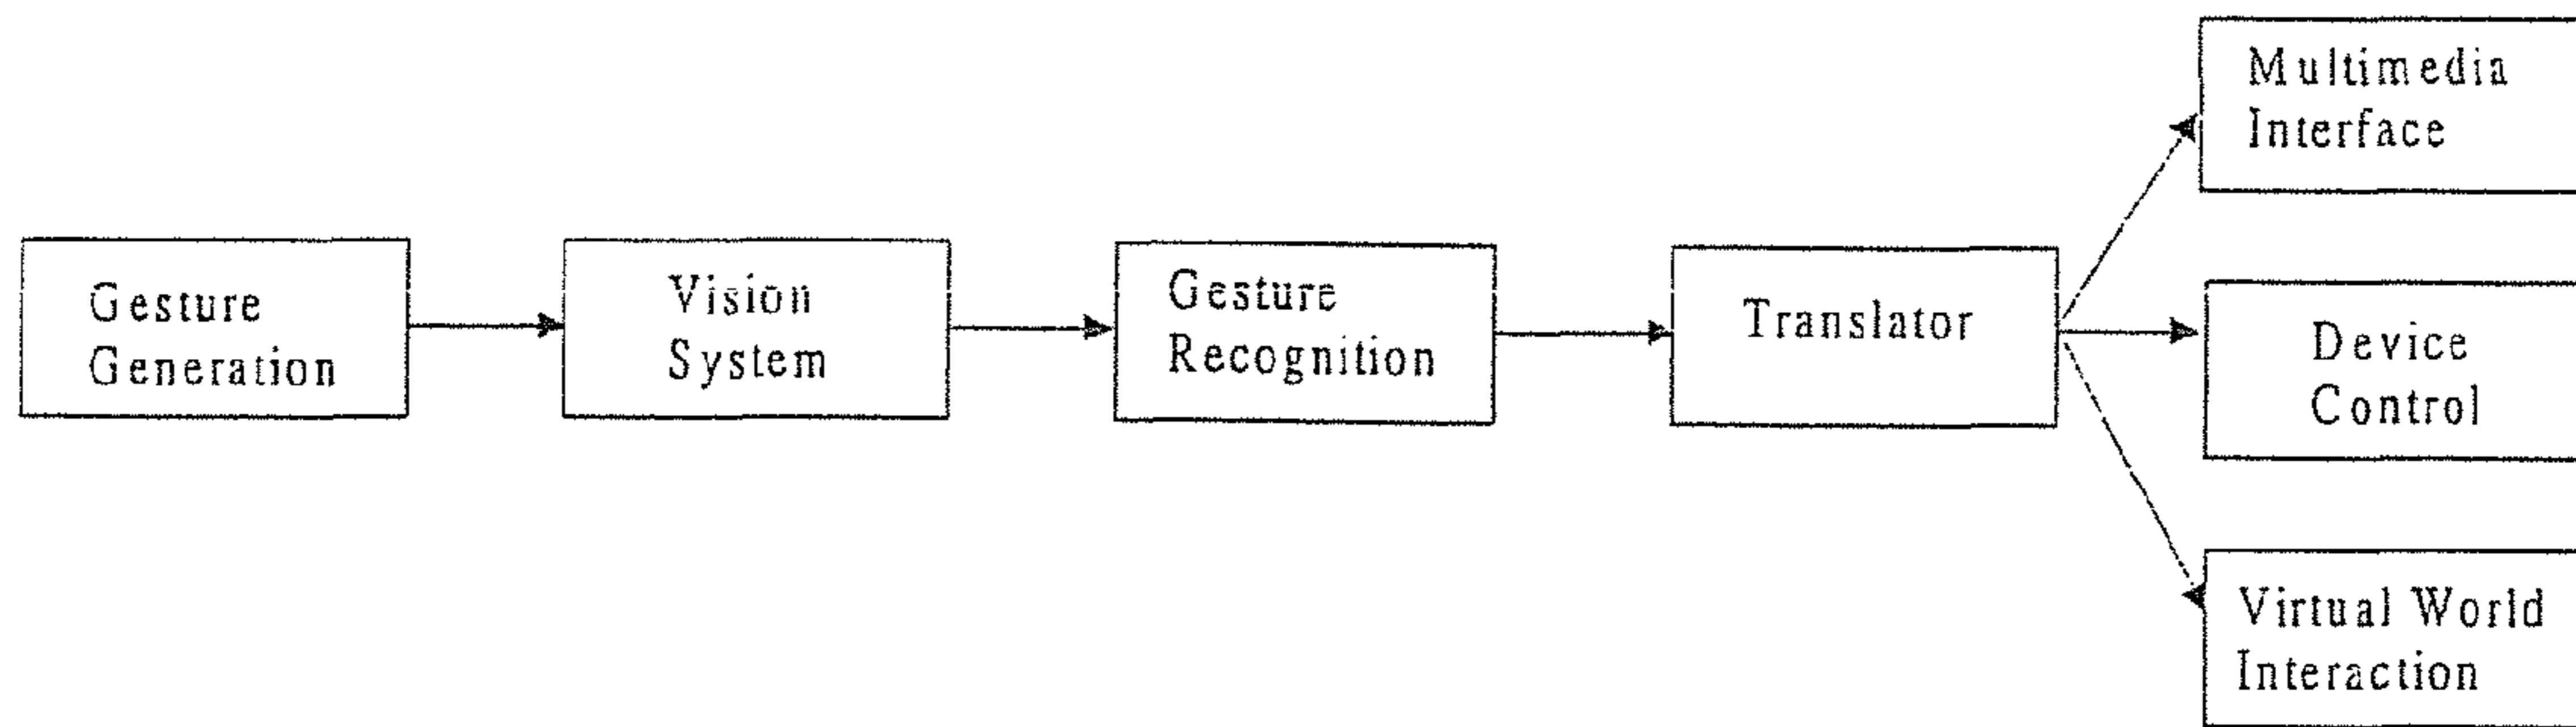 Gesture
Generation
Vision
System
Gesture
Recognition
Translator
Multimedia
Interface
Device
Control
Virtual World
Interaction